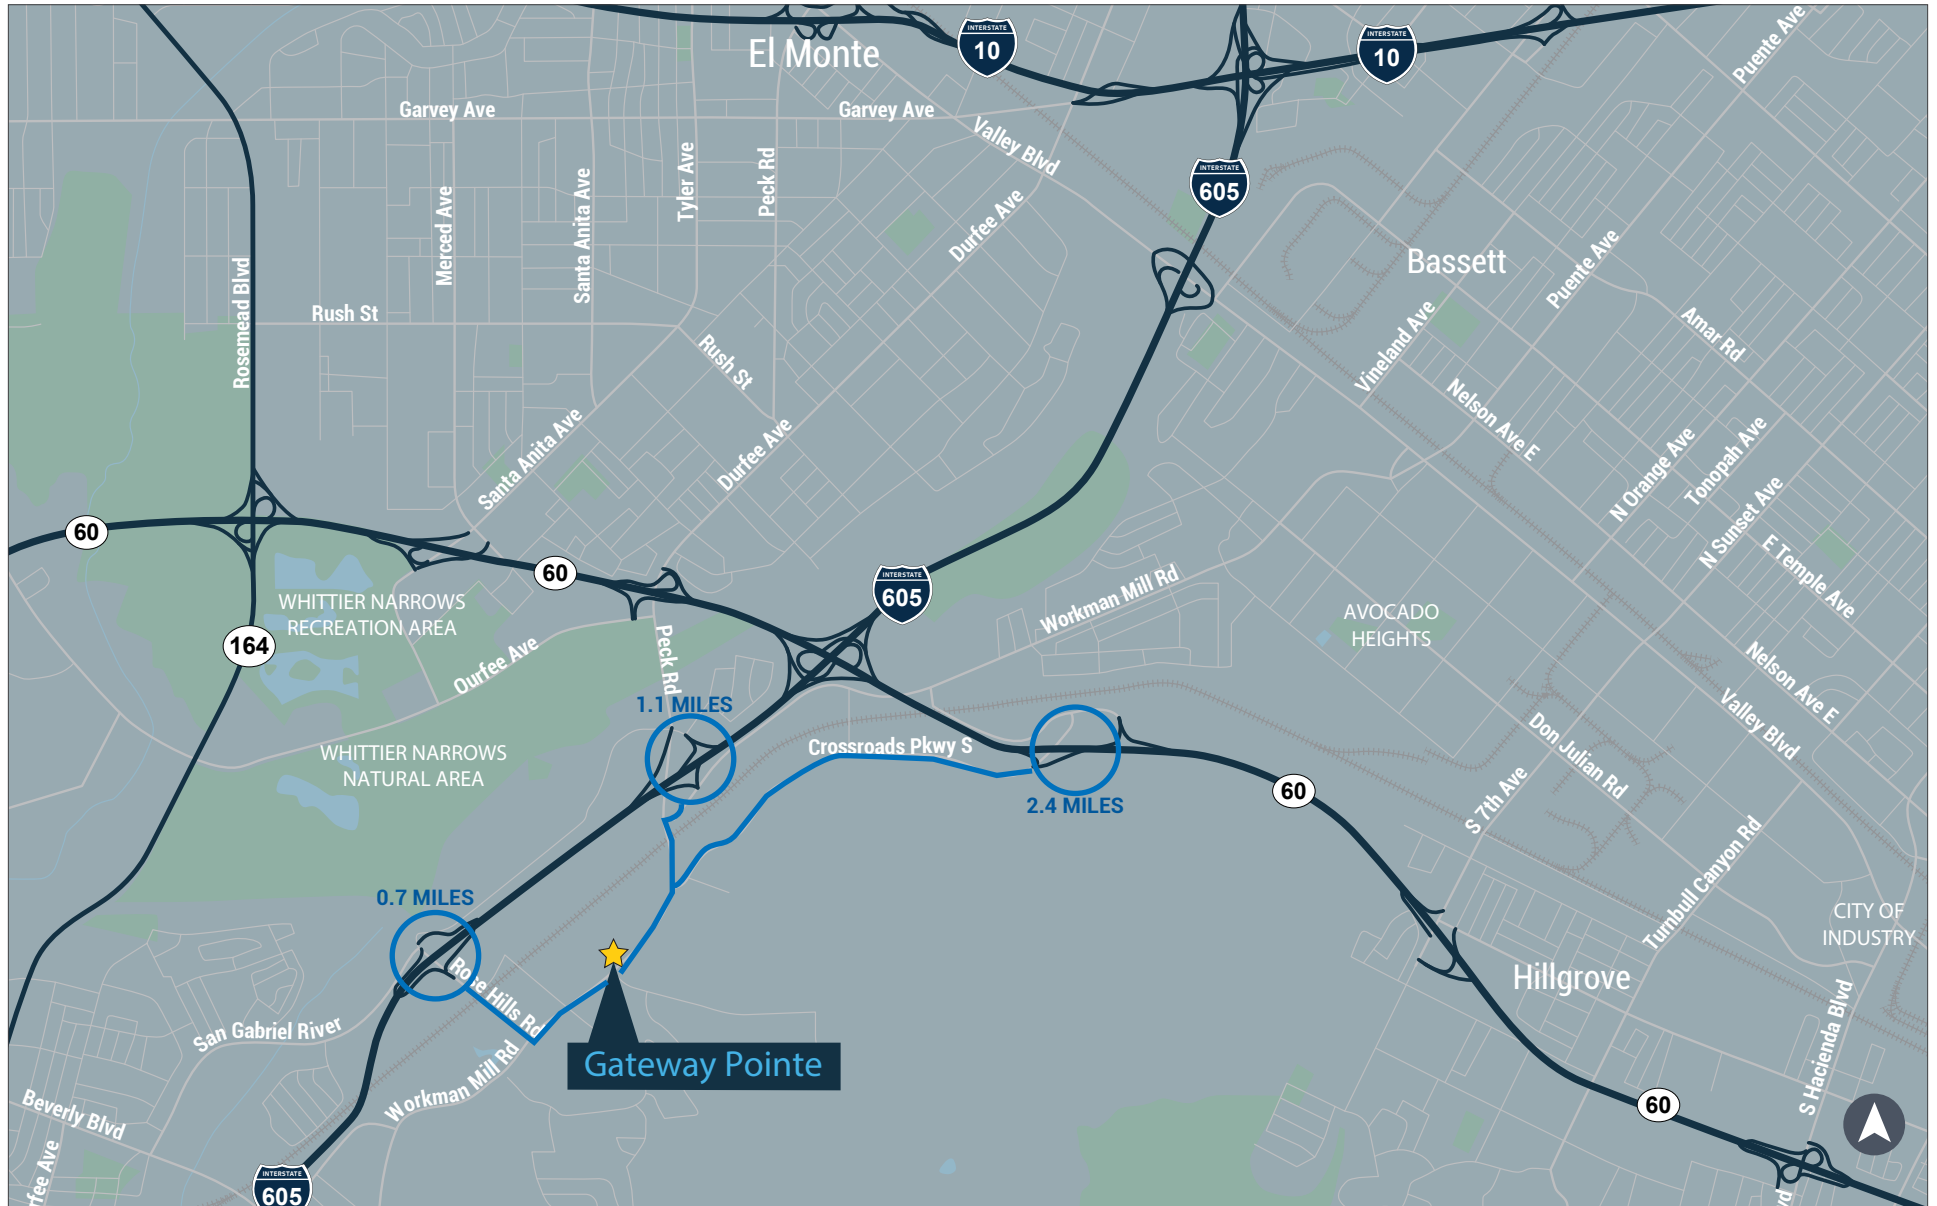 El Monte
INTERSTATE
10
INTERSTATE
10
Puente Ave
Garvey Ave
Garvey Ave
Valley Blvd
INTERSTATE
605
Tyler Ave
Peck Rd
Merced Ave
Santa Anita Ave
Durfee Ave
Bassett
Puente Ave
Rosemead Blvd
Rush St
Rush St
Vineland Ave
Amar Rd
Nelson Ave E
Santa Anita Ave
Durfee Ave
N Orange Ave
Tonopah Ave
N Sunset Ave
E Temple Ave
60
60
INTERSTATE
605
Workman Mill Rd
WHITTIER NARROWS
RECREATION AREA
AVOCADO
HEIGHTS
164
Ourfee Ave
Peck Rd
Nelson Ave E
Valley Blvd
1.1 MILES
WHITTIER NARROWS
NATURAL AREA
Crossroads Pkwy S
Don Julian Rd
60
2.4 MILES
S 7th Ave
Turnbull Canyon Rd
0.7 MILES
CITY OF
INDUSTRY
Rose Hills Rd
Hillgrove
San Gabriel River
S Hacienda Blvd
Gateway Pointe
Workman Mill Rd
Beverly Blvd
60
rfee Ave
INTERSTATE
605
vd